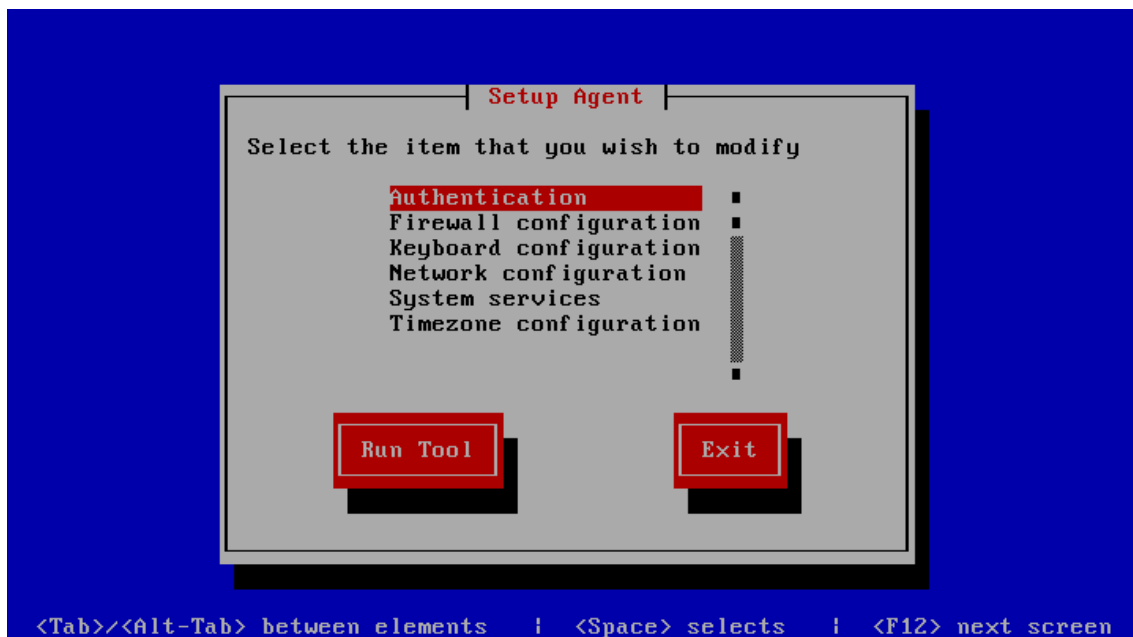 Setup Agent
Select the item that you wish to modify
Authentication
Firewall configuration
Keyboard configuration
Network configuration
System services
Timezone configuration
Run Tool
Exit
<Tab>/<Alt-Tab> between elements | <Space> selects | <F12> next screen